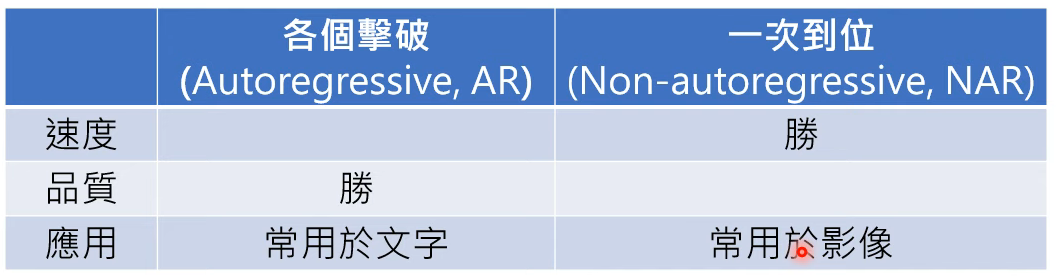 各個擊破
(Autoregressive, AR)
一次到位
(Non-autoregressive, NAR)
速度
勝
品質
勝
應用
常用於文字
常用於影像